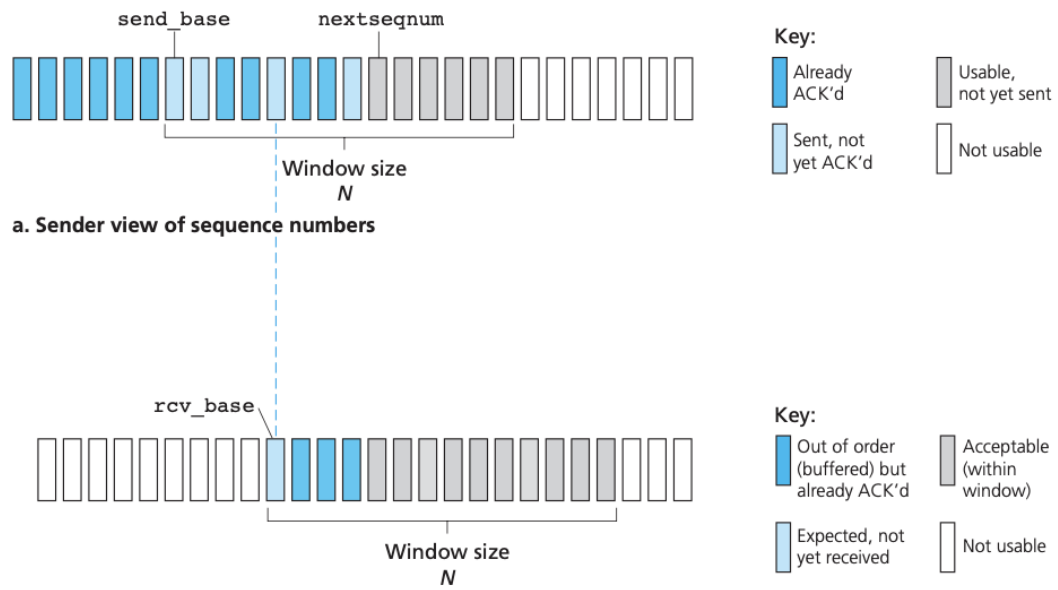 send_base
nextseqnum
Window size
N
Key:
Already
ACK'd
Usable,
not yet sent
Sent, not
yet ACK'd
Not usable
a. Sender view of sequence numbers
rcv_base
Window size
N
Key:
Out of order
(buffered) but
already ACK'd
Acceptable
(within
window)
Expected, not
yet received
Not usable